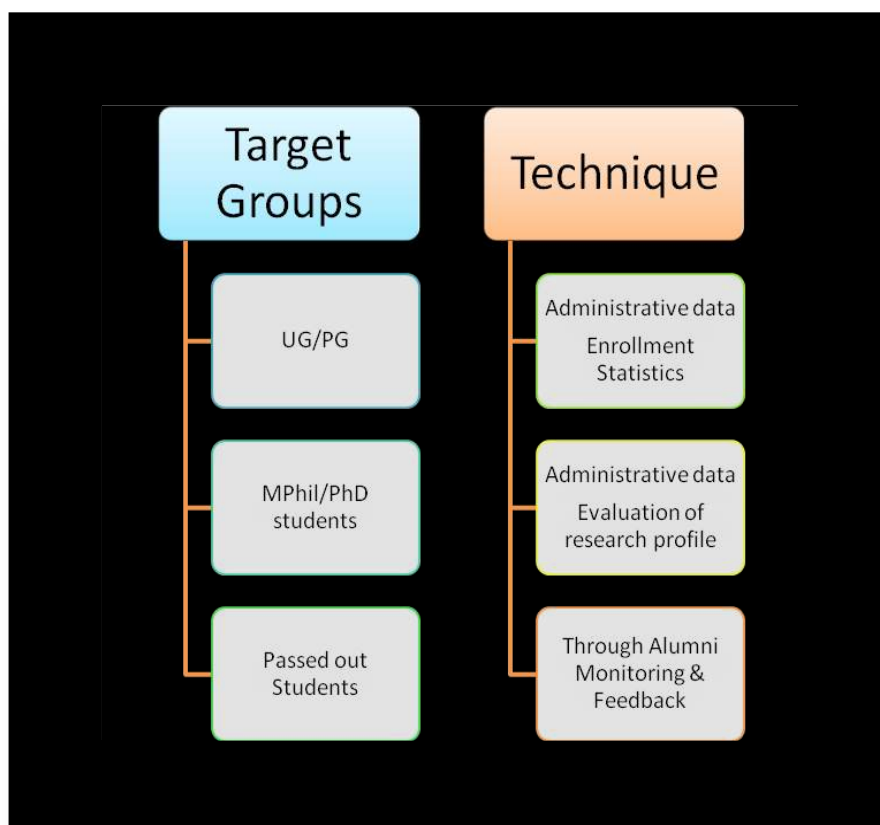 Target
Groups
UG/PG
MPhil/PhD
students
Passed out
Students
Technique
Administrative data
Enrollment
Statistics
Administrative data
Evaluation of
research profile
Through Alumni
Monitoring &
Feedback